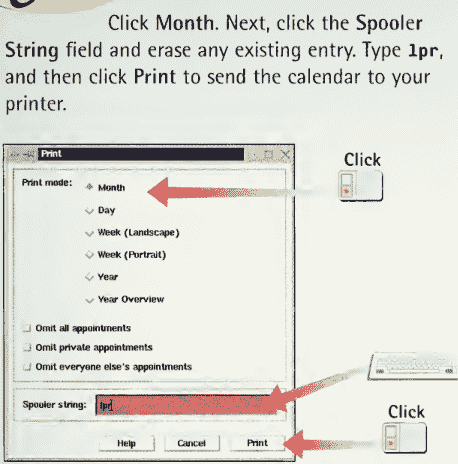 Click Month. Next, click the Spooler
String field and erase any existing entry. Type lpr,
and then click Print to send the calendar to your
printer.
Print
Click
Print mode:
Month
Day
Week (Landscape)
Week (Portrait)
Year
Year Overview
Omit all appointments
Omit private appointments
Omit everyone else's appointments
Spooler string: lpr
Click
Help Cancel Print